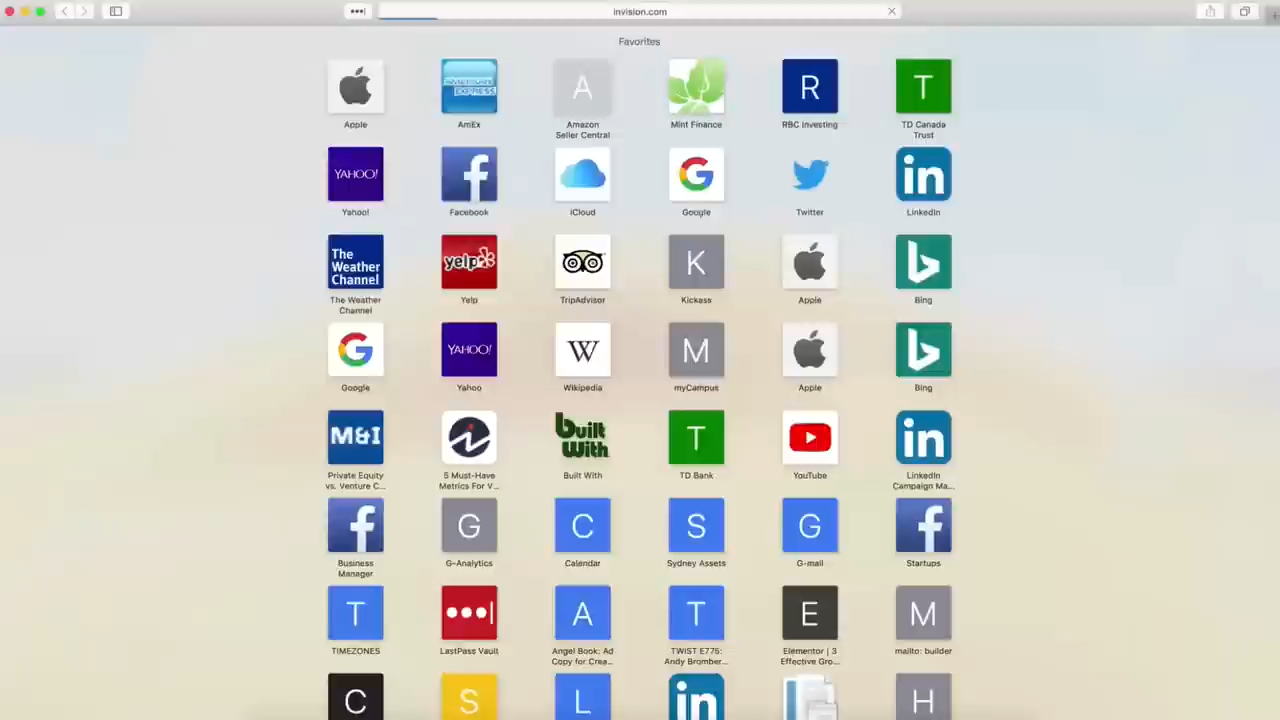 invision.com
Favorites
Apple
AMERICAN EXPRESS
AmEx
A
Amazon
Seller Central
Mint Finance
R
RBC Investing
T
TD Canada
Trust
YAHOO!
Yahoo!
f
Facebook
iCloud
G
Google
Twitter
in
LinkedIn
The
Weather
Channel
The Weather
Channel
yelp
Yelp
TripAdvisor
K
Kickass
Apple
b
Bing
G
Google
YAHOO!
Yahoo
W
Wikipedia
M
myCampus
Apple
b
Bing
M&I
Private Equity
vs. Venture C...
i
5 Must-Have
Metrics For V...
built
With
Built With
T
TD Bank
YouTube
in
LinkedIn
Campaign Ma...
f
Business
Manager
G
G-Analytics
C
Calendar
S
Sydney Assets
G
G-mail
f
Startups
T
TIMEZONES
LastPass Vault
A
Angel Book: Ad
Copy for Crea...
T
TWIST E775:
Andy Bromber...
E
Elementor | 3
Effective Gro...
M
mailto: builder
C
S
L
in
H